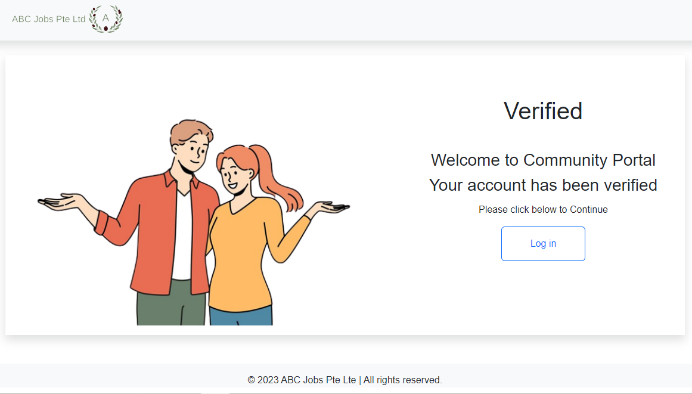 ABC Jobs Pte Ltd
A
Verified
Welcome to Community Portal
Your account has been verified
Please click below to Continue
Log in
© 2023 ABC Jobs Pte Lte | All rights reserved.